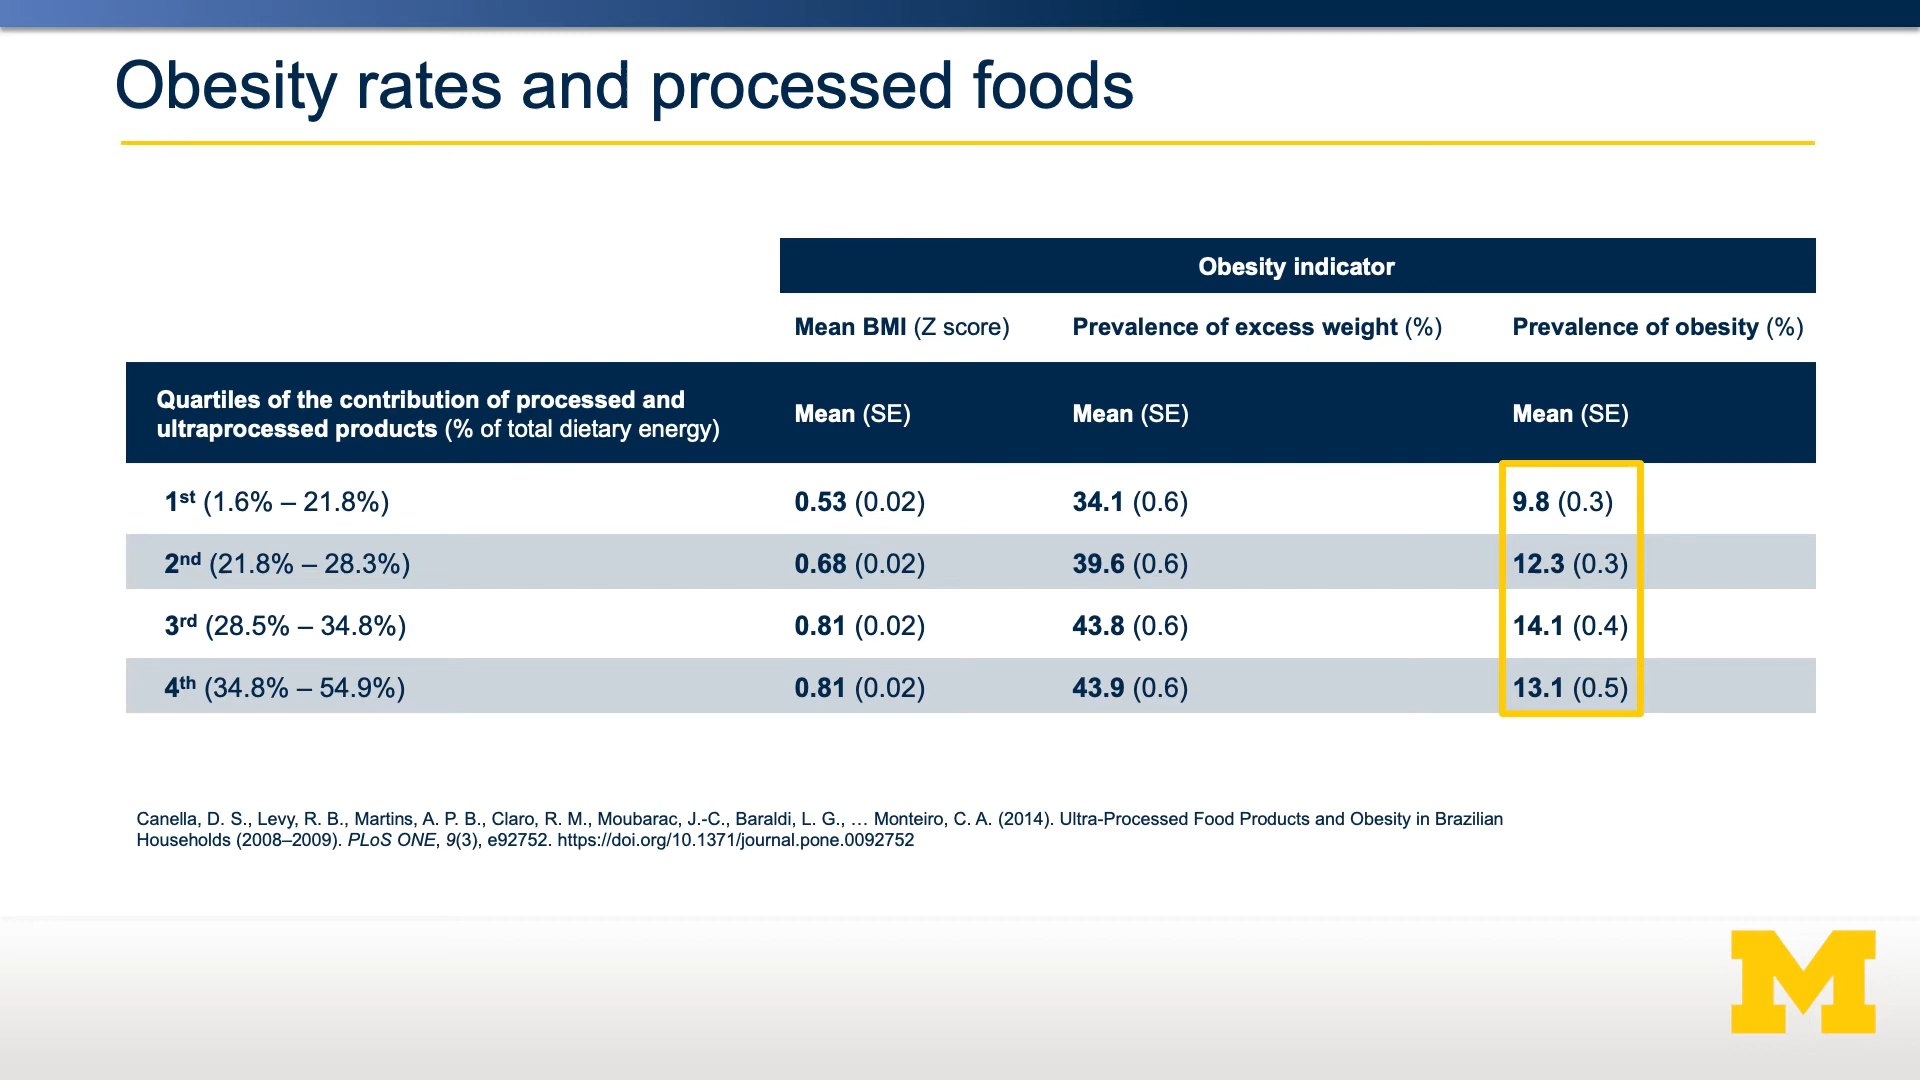 Obesity rates and processed foods
Obesity indicator
Mean BMI (Z score) Prevalence of excess weight (%) Prevalence of obesity (%)
Quartiles of the contribution of processed and
ultraprocessed products (% of total dietary energy) Mean (SE) Mean (SE) Mean (SE)
1st (1.6% – 21.8%) 0.53 (0.02) 34.1 (0.6) 9.8 (0.3)
2nd (21.8% – 28.3%) 0.68 (0.02) 39.6 (0.6) 12.3 (0.3)
3rd (28.5% – 34.8%) 0.81 (0.02) 43.8 (0.6) 14.1 (0.4)
4th (34.8% – 54.9%) 0.81 (0.02) 43.9 (0.6) 13.1 (0.5)
Canella, D. S., Levy, R. B., Martins, A. P. B., Claro, R. M., Moubarac, J.-C., Baraldi, L. G., … Monteiro, C. A. (2014). Ultra-Processed Food Products and Obesity in Brazilian
Households (2008–2009). PLoS ONE, 9(3), e92752. https://doi.org/10.1371/journal.pone.0092752
M